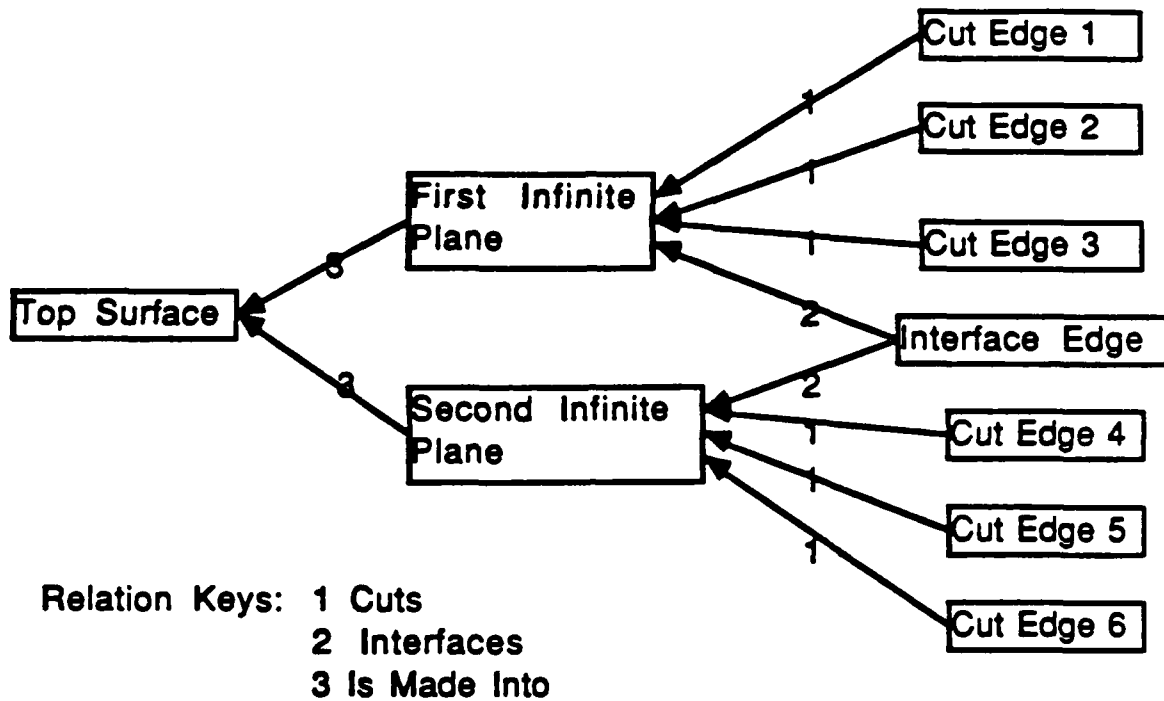 Cut Edge 1
1
Cut Edge 2
1
First Infinite
Plane
1
Cut Edge 3
3
2
Top Surface
Interface Edge
3
2
Second Infinite
Plane
1
Cut Edge 4
1
Cut Edge 5
1
Cut Edge 6
Relation Keys: 1 Cuts
2 Interfaces
3 Is Made Into